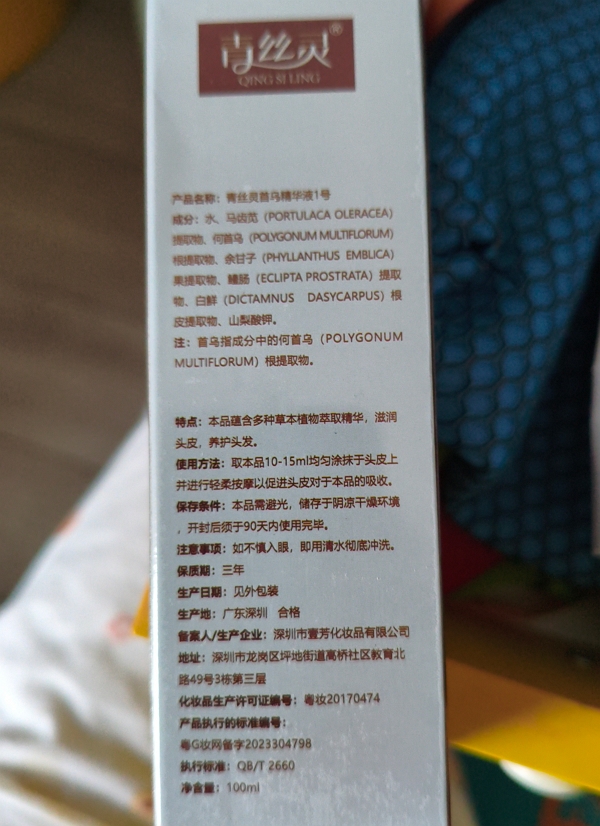 青丝灵®
QING SI LING
产品名称：青丝灵首乌精华液1号
成分：水、马齿苋（PORTULACA OLERACEA）
提取物、何首乌（POLYGONUM MULTIFLORUM）
根提取物、余甘子（PHYLLANTHUS EMBLICA）
果提取物、鳢肠（ECLIPTA PROSTRATA）提取
物、白鲜（DICTAMNUS DASYCARPUS）根
皮提取物、山梨酸钾。
注：首乌指成分中的何首乌（POLYGONUM
MULTIFLORUM）根提取物。
特点：本品蕴含多种草本植物萃取精华，滋润
头皮，养护头发。
使用方法：取本品10-15ml均匀涂抹于头皮上
并进行轻柔按摩以促进头皮对于本品的吸收。
保存条件：本品需避光，储存于阴凉干燥环境
，开封后须于90天内使用完毕。
注意事项：如不慎入眼，即用清水彻底冲洗。
保质期：三年
生产日期：见外包装
生产地：广东深圳 合格
备案人/生产企业：深圳市壹芳化妆品有限公司
地址：深圳市龙岗区坪地街道高桥社区教育北
路49号3栋第三层
化妆品生产许可证编号：粤妆20170474
产品执行的标准编号：
粤G妆网备字2023304798
执行标准：QB/T 2660
净含量：100ml